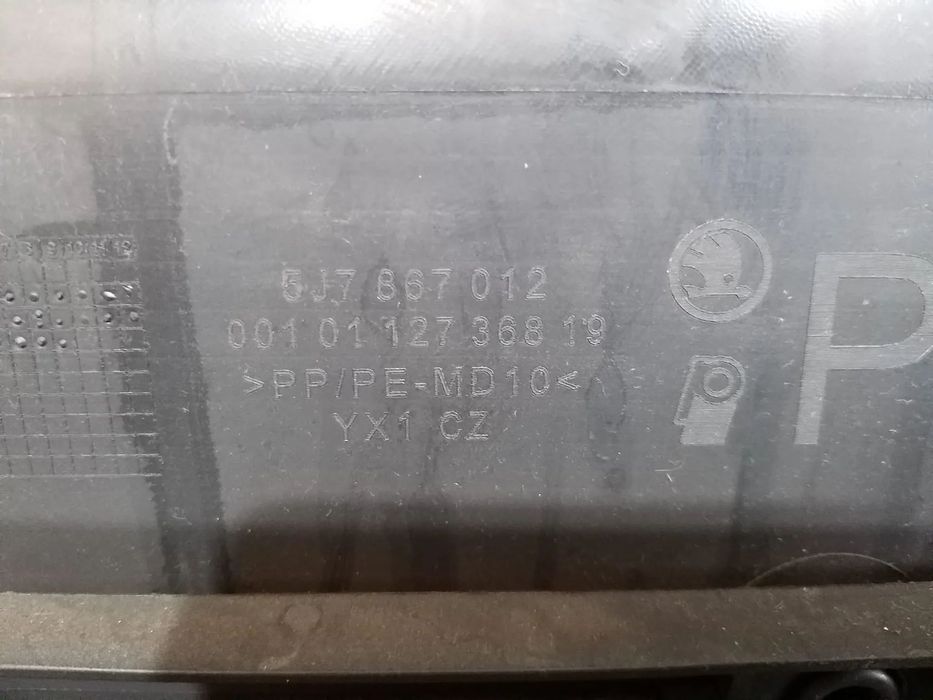 5J7 867 012
001 01 127 368 19
>PP/PE-MD10<
YX1 CZ
P